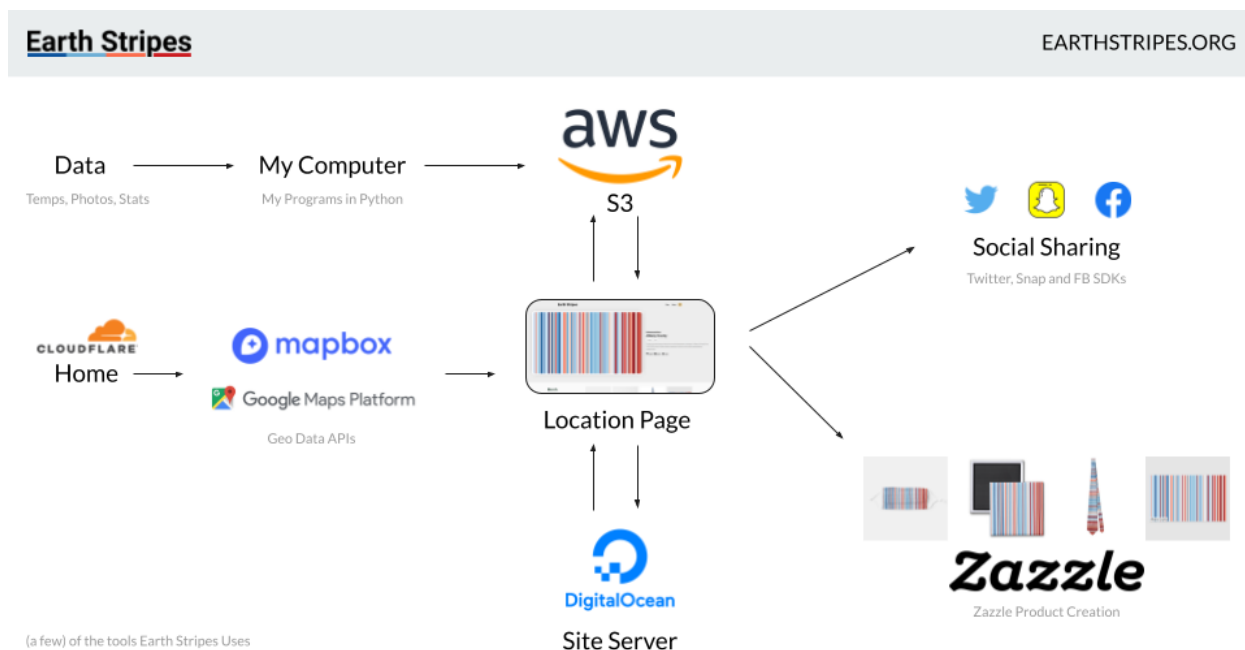 Earth Stripes
EARTHSTRIPES.ORG
aws
S3
Data
Temps, Photos, Stats
My Computer
My Programs in Python
Social Sharing
Twitter, Snap and FB SDKs
CLOUDFLARE
Home
mapbox
Google Maps Platform
Geo Data APIs
Earth Stripes
Location Page
DigitalOcean
Site Server
Zazzle
Zazzle Product Creation
(a few) of the tools Earth Stripes Uses